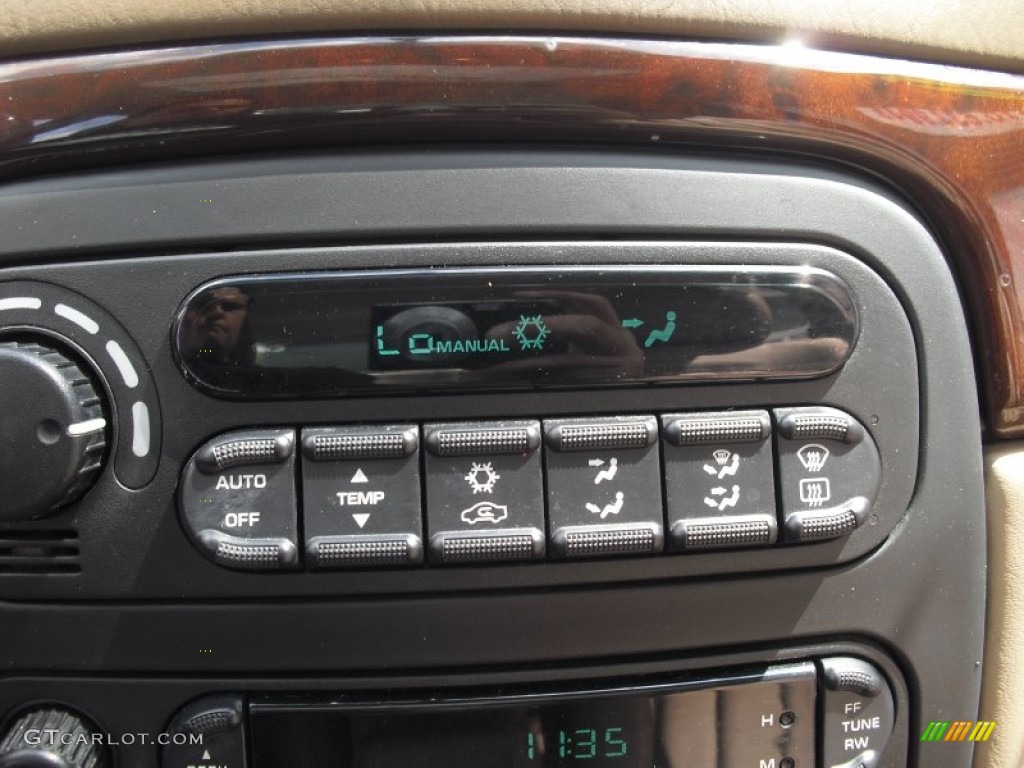 Lo MANUAL
AUTO
OFF
TEMP
11:35
H
M
FF
TUNE
RW
GTCARLOT.COM